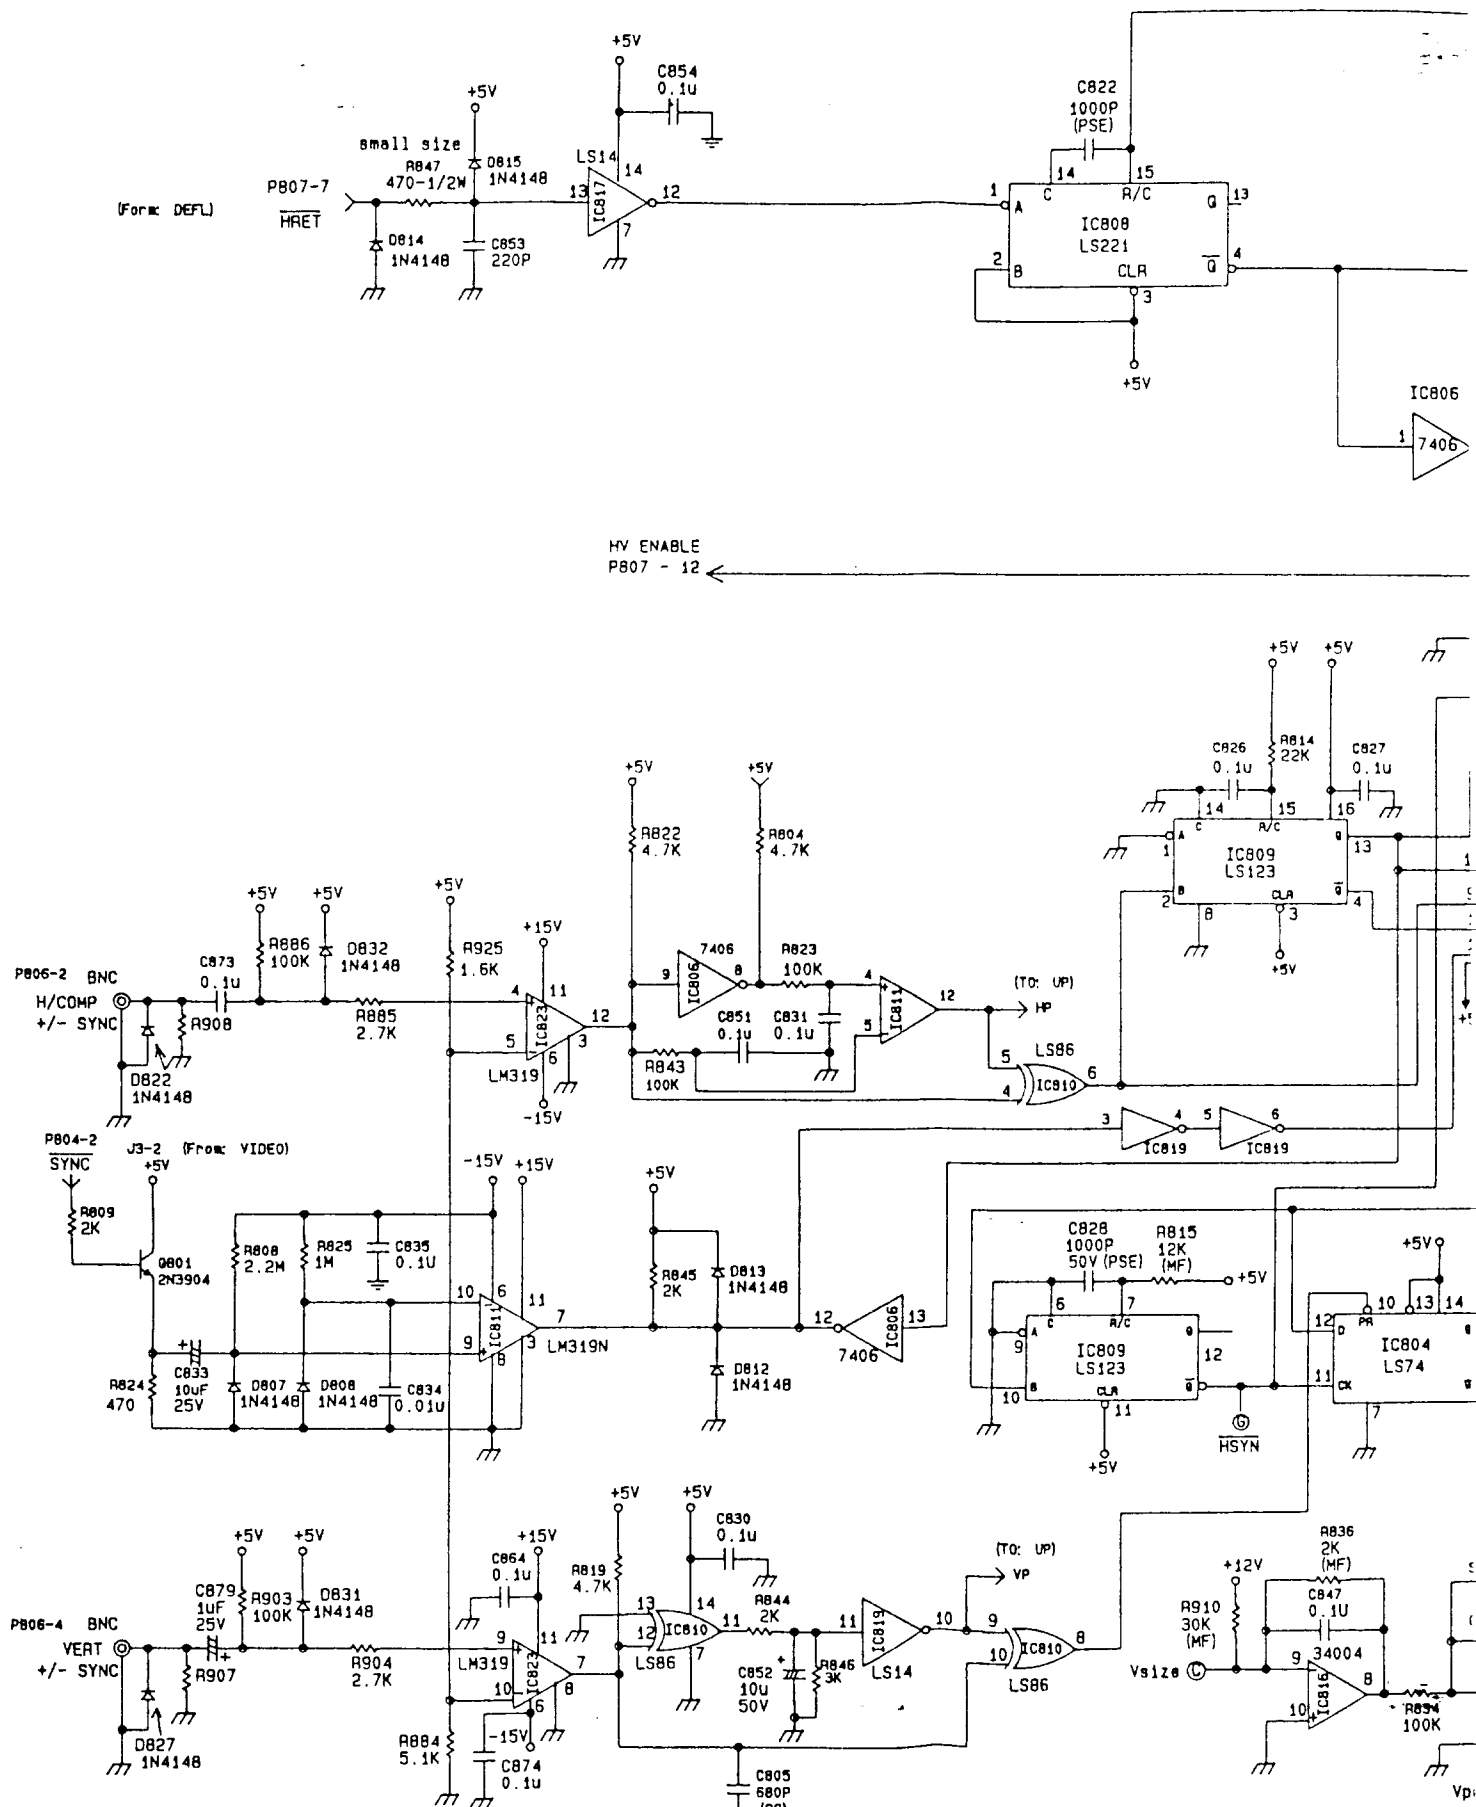 +5V
C854
0.1u
+5V
small size
R847
470-1/2W
D815
1N4148
LS14
14
13
IC817
12
7
P807-7
HRET
(Form: DEFL)
D814
1N4148
C853
220P
C822
1000P
(PSE)
14
15
1
A
C
R/C
Q
13
IC808
LS221
2
B
CLR
Q
4
3
+5V
IC806
1
7406
HV ENABLE
P807 - 12
+5V
+5V
C826
0.1u
R814
22K
C827
0.1u
14
15
16
A
C
R/C
Q
1
13
IC809
LS123
B
CLR
Q
2
8
3
4
+5V
+5V
+5V
R822
4.7K
R804
4.7K
+5V
+5V
+5V
R886
100K
D832
1N4148
C873
0.1u
R925
1.6K
+15V
P806-2
BNC
H/COMP
+/- SYNC
R908
R885
2.7K
D822
1N4148
4
11
IC823
12
5
6
3
LM319
-15V
9
7406
IC806
8
R823
100K
4
IC811
12
5
C851
0.1u
C831
0.1u
R843
100K
(TO: UP)
HP
LS86
5
IC810
6
4
3
4
5
6
IC819
IC819
P804-2
SYNC
J3-2
(From: VIDEO)
+5V
R809
2K
Q801
2N3904
-15V
+15V
R808
2.2M
R825
1M
C835
0.1U
10
6
IC811
11
7
9
8
3
LM319N
R824
470
C833
10uF
25V
D807
1N4148
D808
1N4148
C834
0.01u
+5V
R845
2K
D813
1N4148
D812
1N4148
12
IC806
13
7406
C828
1000P
50V (PSE)
R815
12K
(MF)
+5V
6
7
A
C
R/C
Q
9
12
IC809
LS123
B
CLR
Q
10
11
+5V
G
HSYN
+5V
10
13
14
PR
12
D
IC804
LS74
11
CK
7
+5V
+5V
C830
0.1u
+5V
+5V
C879
1uF
25V
R903
100K
D831
1N4148
C864
0.1u
+15V
R819
4.7K
P806-4
BNC
VERT
+/- SYNC
R907
R904
2.7K
D827
1N4148
LM319
9
11
IC823
7
10
6
8
-15V
R884
5.1K
C874
0.1u
13
14
IC810
11
12
7
LS86
R844
2K
C852
10u
50V
R846
3K
11
IC819
10
LS14
(TO: UP)
VP
9
IC810
8
10
LS86
C805
680P
R836
2K
(MF)
+12V
R910
30K
(MF)
C847
0.1U
34004
Vsize
C
9
IC816
8
10
R834
100K